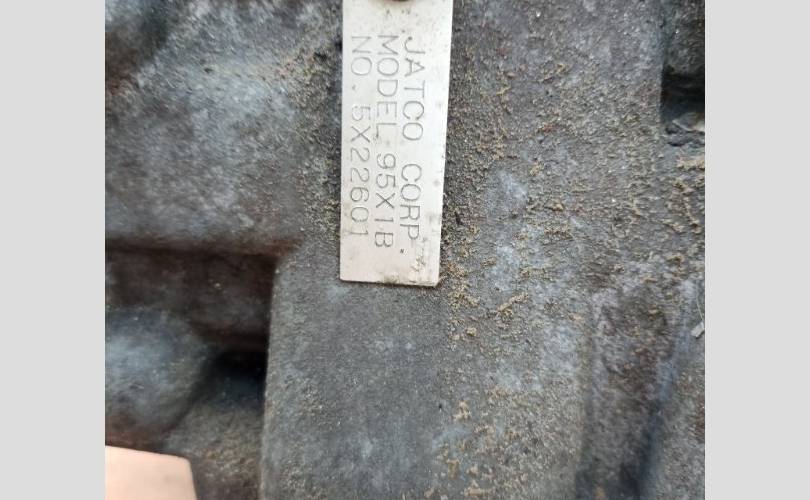 JATCO CORP.
MODEL 95X1B
NO. 5X22601